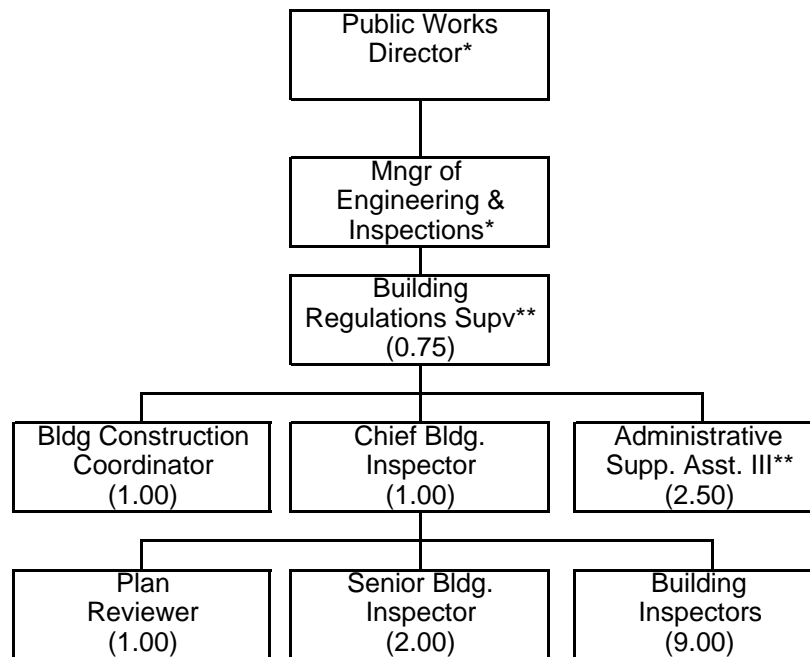 Public Works
Director*
Mngr of
Engineering &
Inspections*
Building
Regulations Supv**
(0.75)
Bldg Construction
Coordinator
(1.00)
Chief Bldg.
Inspector
(1.00)
Administrative
Supp. Asst. III**
(2.50)
Plan
Reviewer
(1.00)
Senior Bldg.
Inspector
(2.00)
Building
Inspectors
(9.00)